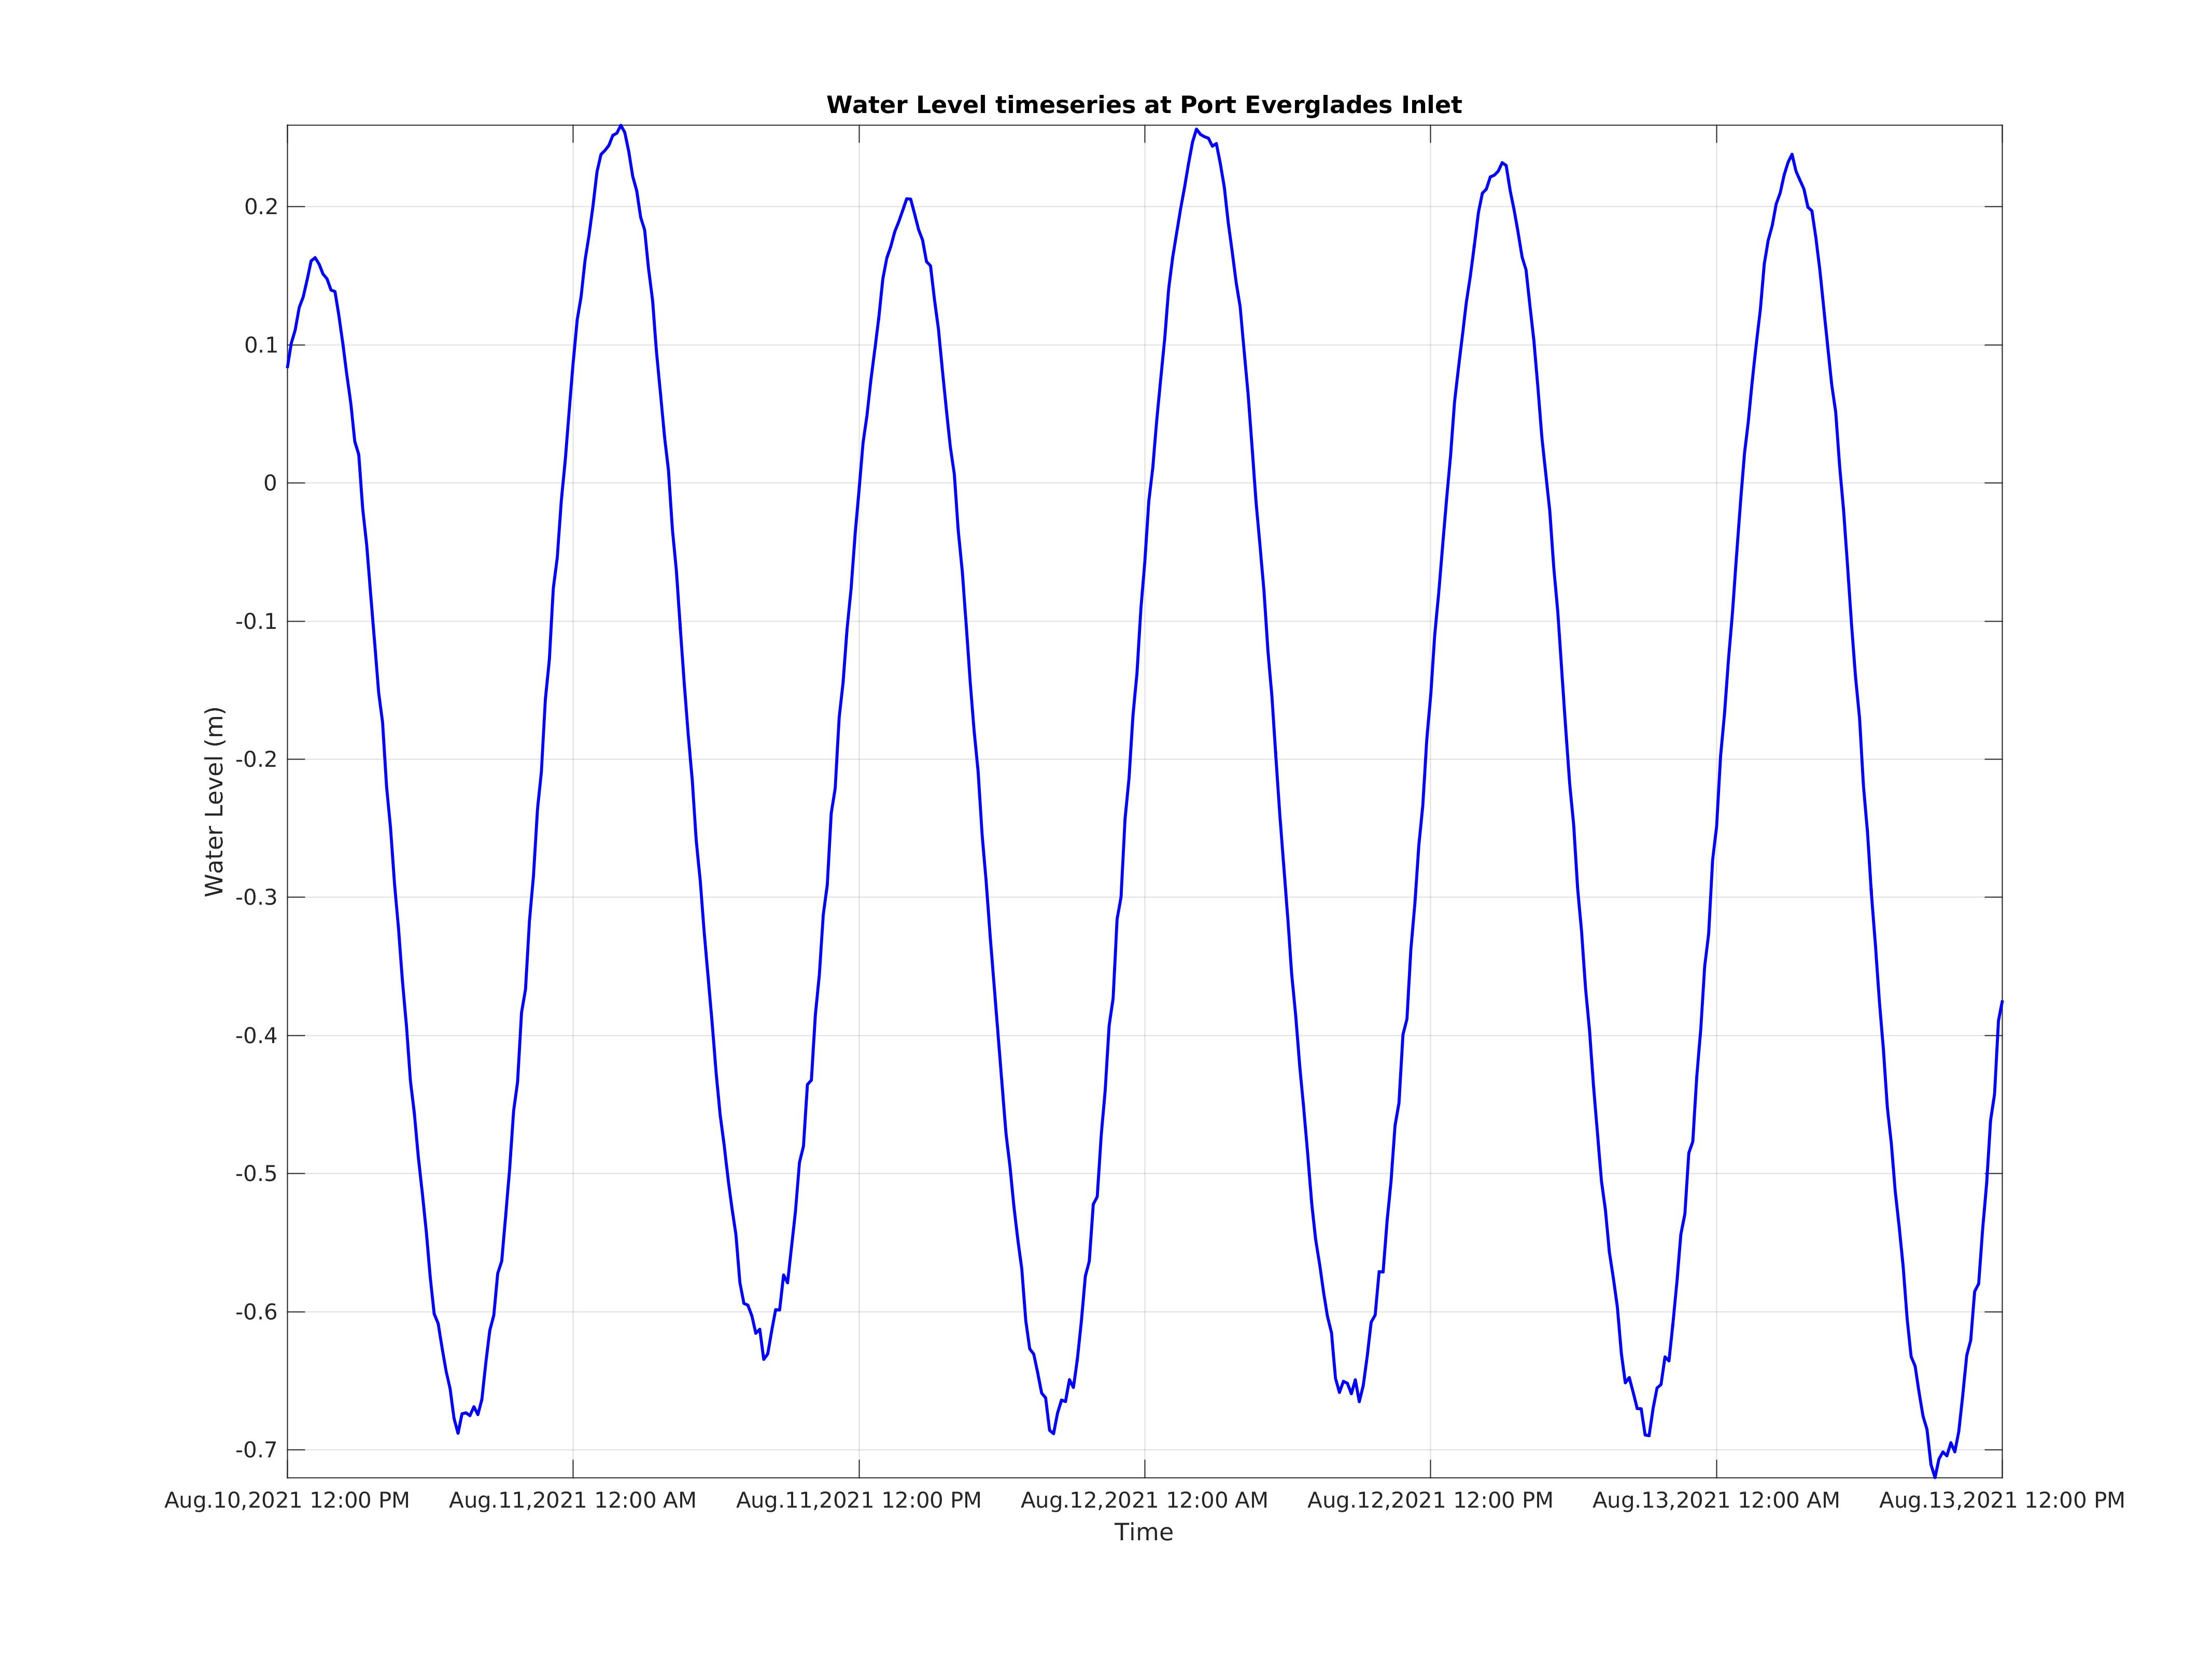 Water Level timeseries at Port Everglades Inlet
Water Level (m)
0.2
0.1
0
-0.1
-0.2
-0.3
-0.4
-0.5
-0.6
-0.7
Aug.10,2021 12:00 PM
Aug.11,2021 12:00 AM
Aug.11,2021 12:00 PM
Aug.12,2021 12:00 AM
Aug.12,2021 12:00 PM
Aug.13,2021 12:00 AM
Aug.13,2021 12:00 PM
Time